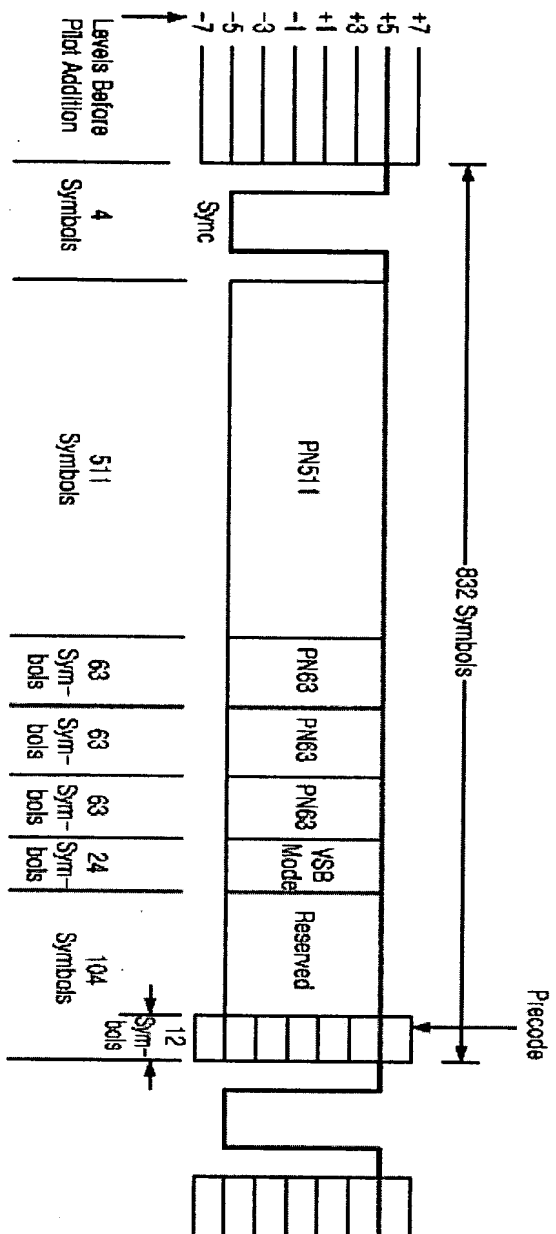 832 Symbols
Precode
+7
+5
+3
+1
-1
-3
-5
-7
Levels Before
Pilot Addition
Sync
PN511
PN63
PN63
PN63
VSB
Mode
Reserved
4
Symbols
511
Symbols
63
Sym-
bols
63
Sym-
bols
63
Sym-
bols
24
Sym-
bols
104
Symbols
12
Sym-
bols